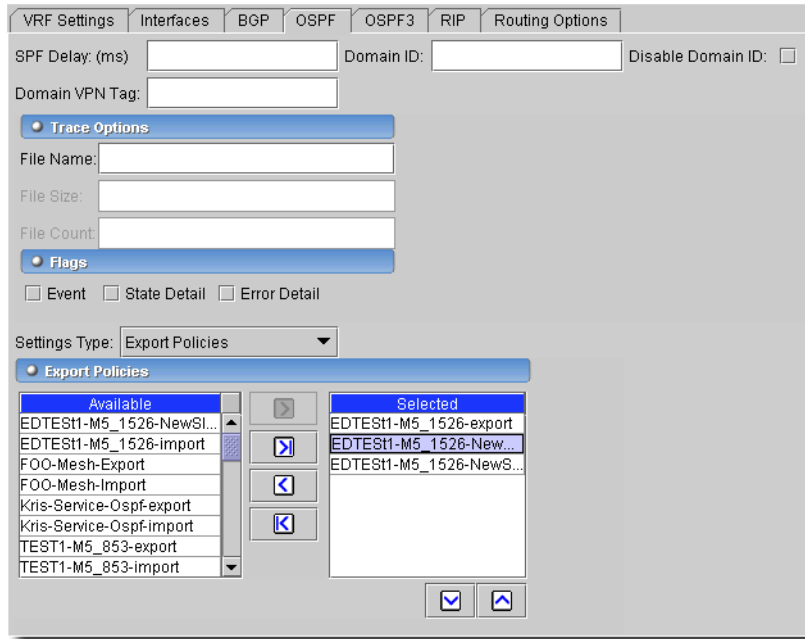 VRF Settings Interfaces BGP OSPF OSPF3 RIP Routing Options
SPF Delay: (ms) Domain ID: Disable Domain ID:
Domain VPN Tag:
Trace Options
File Name:
File Size:
File Count:
Flags
Event State Detail Error Detail
Settings Type: Export Policies
Export Policies
Available
EDTESt1-M5_1526-NewSI...
EDTESt1-M5_1526-import
FOO-Mesh-Export
FOO-Mesh-Import
Kris-Service-Ospf-export
Kris-Service-Ospf-import
TEST1-M5_853-export
TEST1-M5_853-import
Selected
EDTESt1-M5_1526-export
EDTESt1-M5_1526-New...
EDTESt1-M5_1526-NewS...